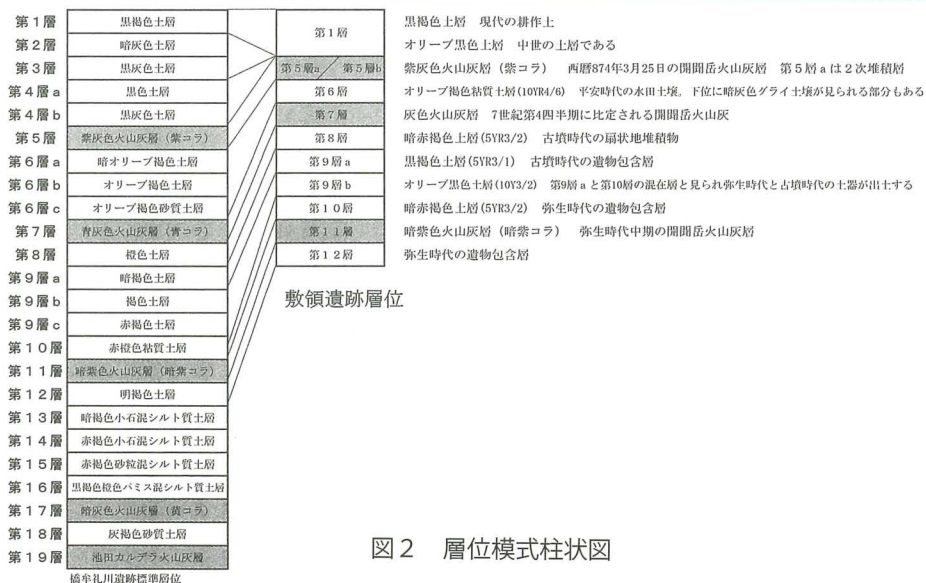 第1層 黒褐色土層
第2層 暗灰色土層
第3層 黒灰色土層
第4層a 黒色土層
第4層b 黒色土層
第5層 紫灰色火山灰層（紫コラ）
第6層a 暗オリーブ褐色土層
第6層b オリーブ褐色土層
第6層c オリーブ褐色砂質土層
第7層 青灰色火山灰層（青コラ）
第8層 橙色土層
第9層a 暗褐色土層
第9層b 褐色土層
第9層c 赤褐色土層
第10層 赤橙色粘質土層
第11層 暗紫色火山灰層（暗紫コラ）
第12層 明褐色土層
第13層 暗褐色小石混シルト質土層
第14層 赤褐色小石混シルト質土層
第15層 赤褐色砂粒混シルト質土層
第16層 黒褐色橙色パミス混シルト質土層
第17層 暗灰色火山灰層（黄コラ）
第18層 灰褐色砂質土層
第19層 池田カルデラ火山灰層
橋牟礼川遺跡標準層位
第1層
第5層a ／ 第5層b
第6層
第7層
第8層
第9層a
第9層b
第10層
第11層
第12層
敷領遺跡層位
黒褐色土層 現代の耕作土
オリーブ黒色土層 中世の土層である
紫灰色火山灰層（紫コラ） 西暦874年3月25日の開聞岳火山灰層 第5層aは2次堆積層
オリーブ褐色粘質土層(10YR4/6) 平安時代の水田土壌。下位に暗灰色グライ土壌が見られる部分もある
灰色火山灰層 7世紀第4四半期に比定される開聞岳火山灰
暗赤褐色土層(5YR3/2) 古墳時代の扇状地堆積物
黒褐色土層(5YR3/1) 古墳時代の遺物包含層
オリーブ黒色土層(10Y3/2) 第9層aと第10層の混在層と見られ弥生時代と古墳時代の土器が出土する
暗赤褐色土層(5YR3/2) 弥生時代の遺物包含層
暗紫色火山灰層（暗紫コラ） 弥生時代中期の開聞岳火山灰層
弥生時代の遺物包含層
図2 層位模式柱状図